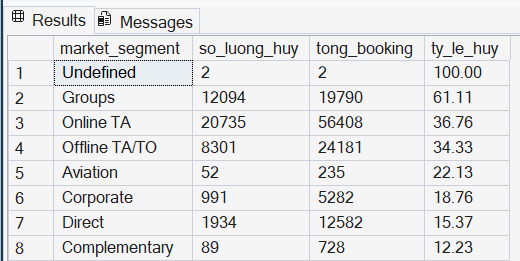 Results Messages
market_segment so_luong_huy tong_booking ty_le_huy
1 Undefined 2 2 100.00
2 Groups 12094 19790 61.11
3 Online TA 20735 56408 36.76
4 Offline TA/TO 8301 24181 34.33
5 Aviation 52 235 22.13
6 Corporate 991 5282 18.76
7 Direct 1934 12582 15.37
8 Complementary 89 728 12.23